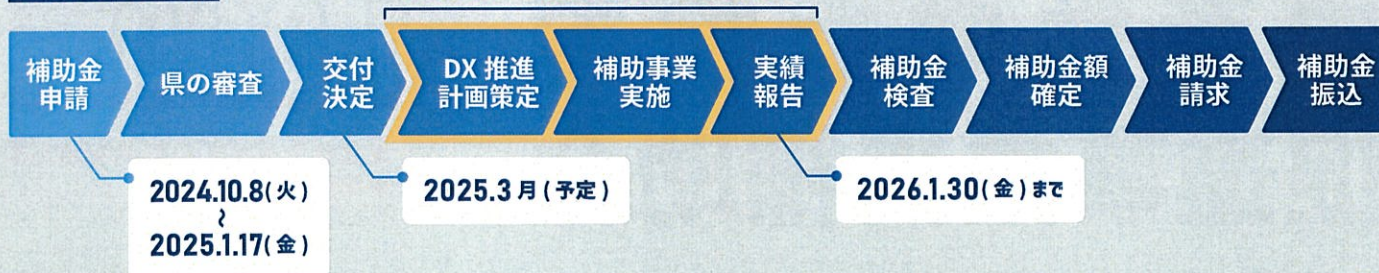 補助金
申請
県の審査
交付
決定
DX 推進
計画策定
補助事業
実施
実績
報告
補助金
検査
補助金額
確定
補助金
請求
補助金
振込
2024.10.8(火)
~
2025.1.17(金)
2025.3月(予定)
2026.1.30(金)まで